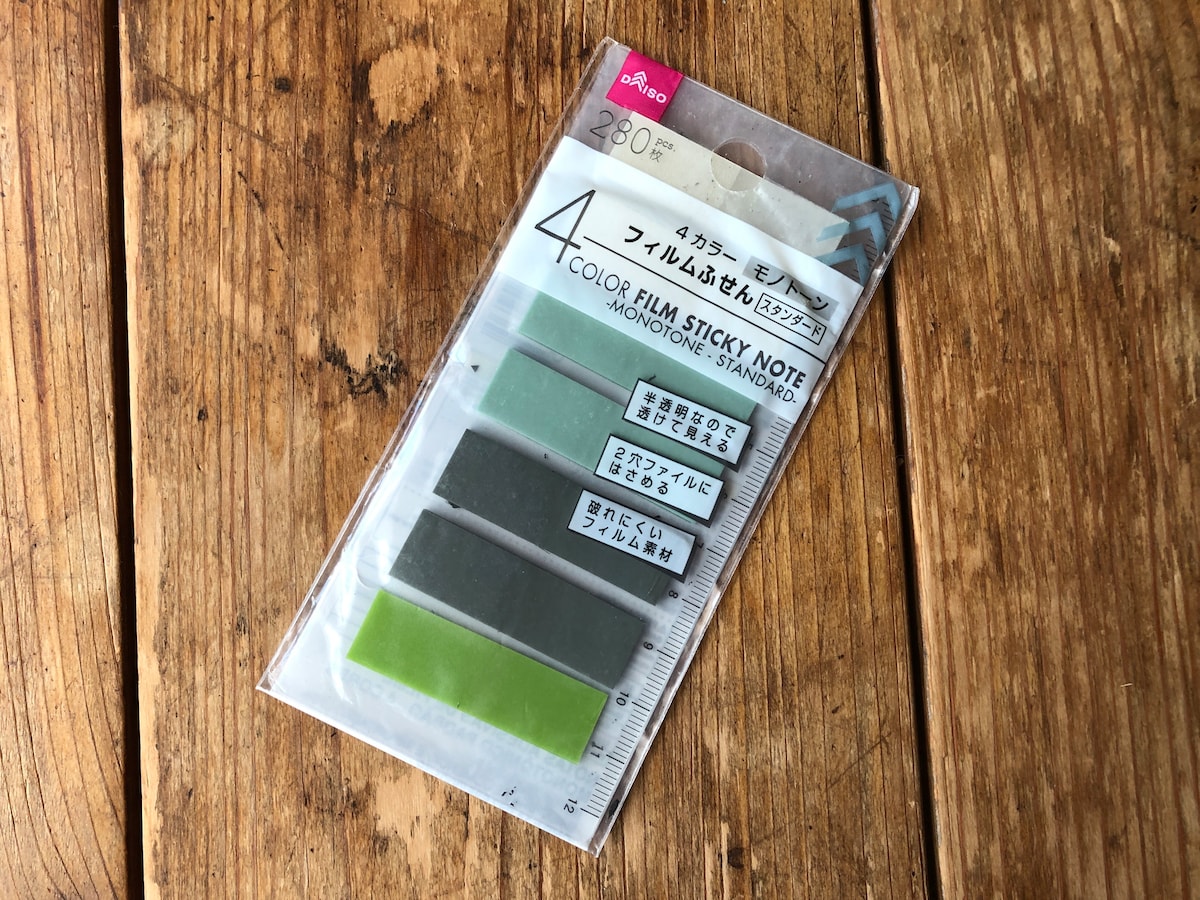 DAISO
280 pcs.
枚
4カラー モノトーン
フィルムふせん スタンダード
4 COLOR FILM STICKY NOTE
-MONOTONE - STANDARD-
半透明なので
透けて見える
2穴ファイルに
はさめる
破れにくい
フィルム素材
7
8
9
10
11
12